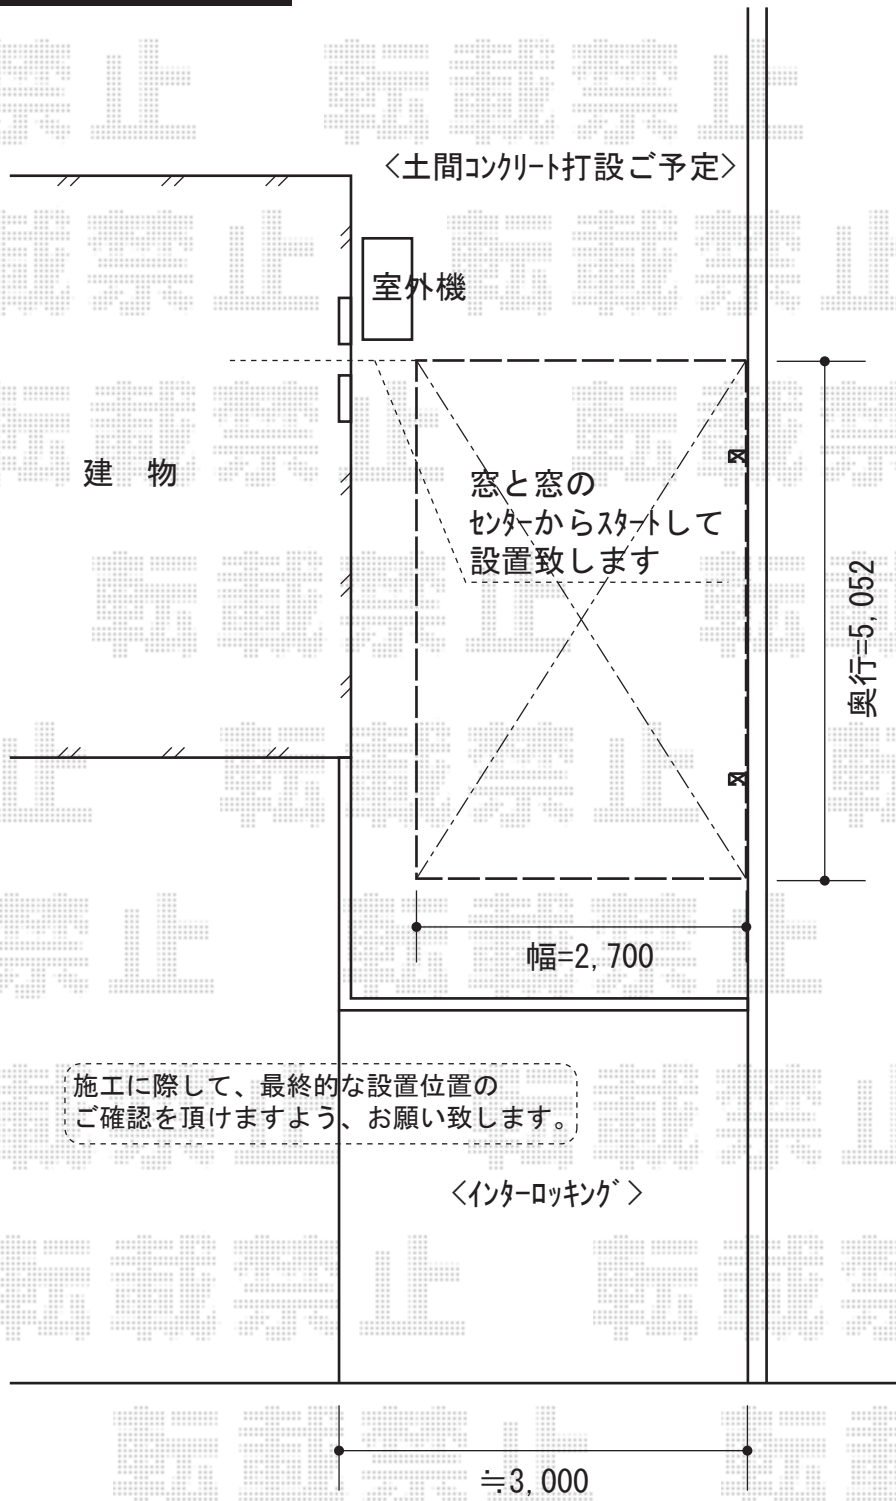 <土間ｺﾝｸﾘｰﾄ打設ご予定>
室外機
建　物
窓と窓の
ｾﾝﾀｰからｽﾀｰﾄして
設置致します
奥行=5,052
幅=2,700
施工に際して、最終的な設置位置の
ご確認を頂けますよう、お願い致します。
<ｲﾝﾀｰﾛｯｷﾝｸﾞ>
≒3,000
転載禁止